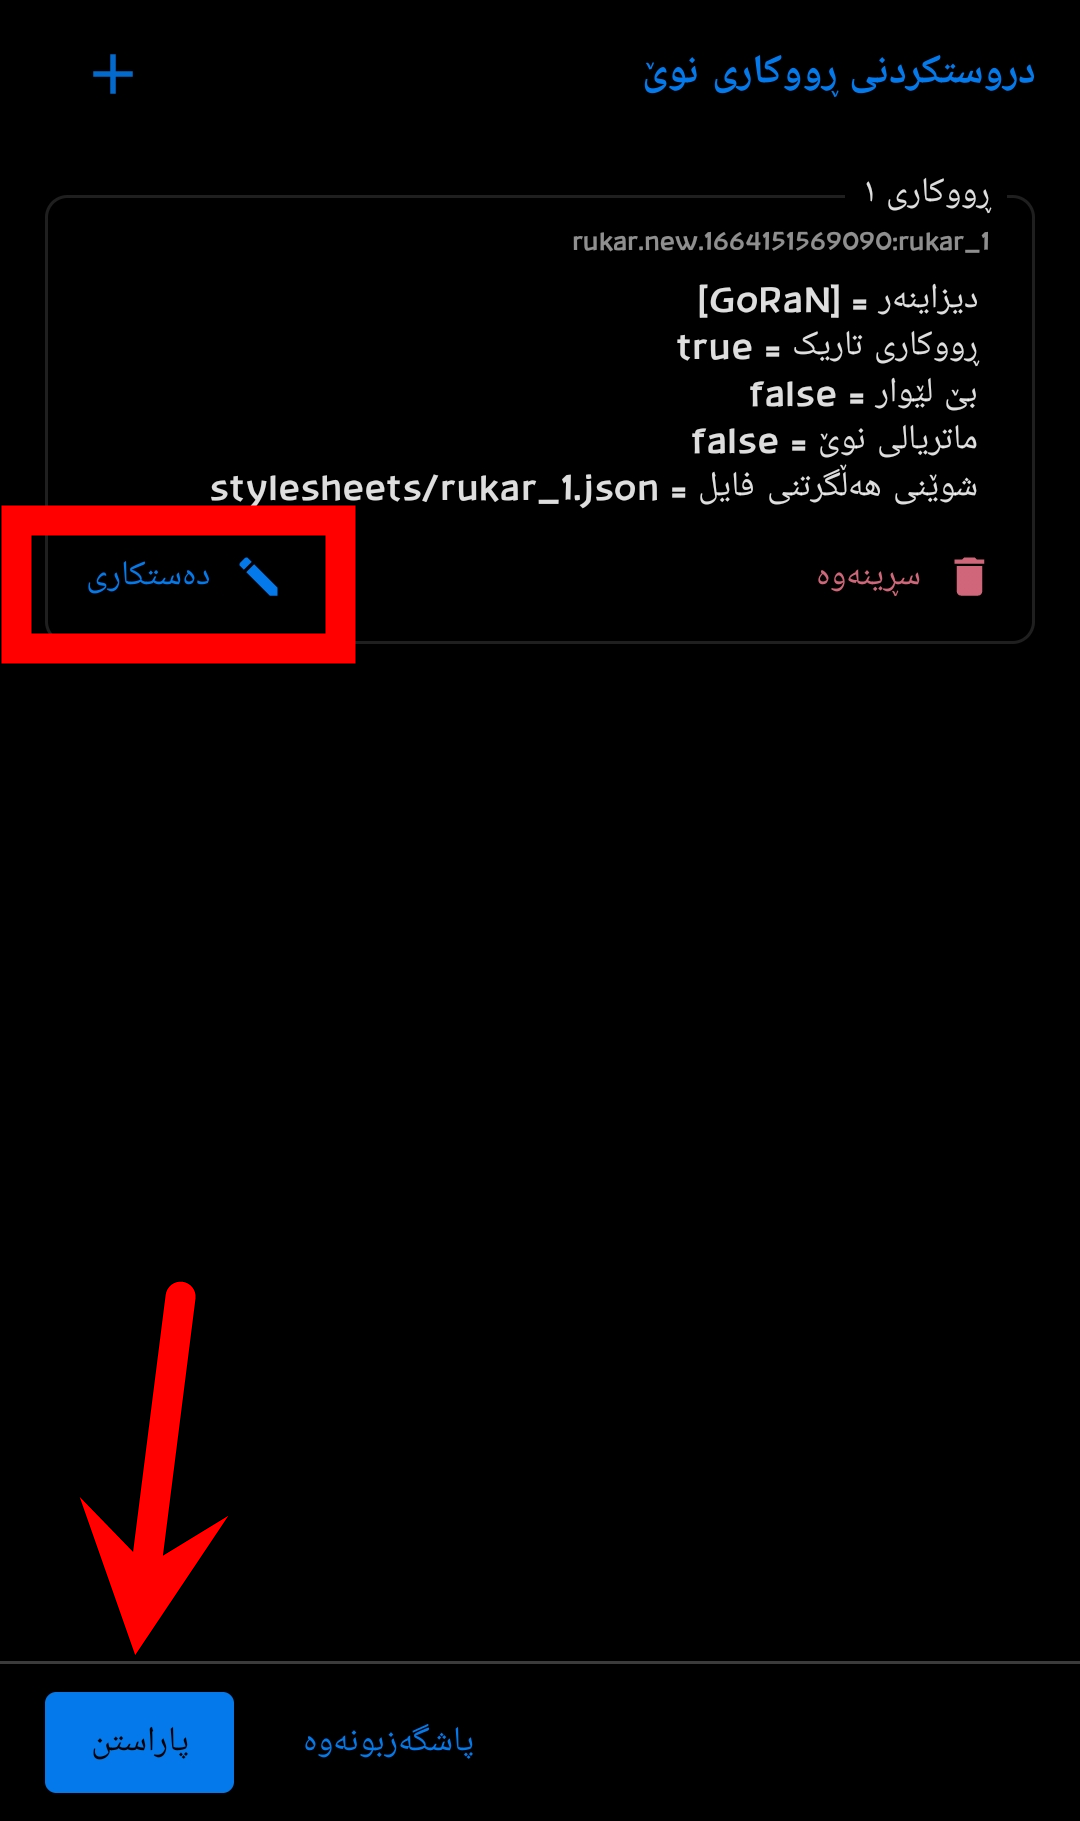 دروستکردنی ڕووکاری نوێ
ڕووکاری ١
rukar.new.1664151569090:rukar_1
دیزاینەر = [GoRaN]
ڕووکاری تاریک = true
بێ لێوار = false
ماتریالی نوێ = false
شوێنی هەڵگرتنی فایل = stylesheets/rukar_1.json
سڕینەوە
دەستکاری
پاشگەزبونەوە
پاراستن